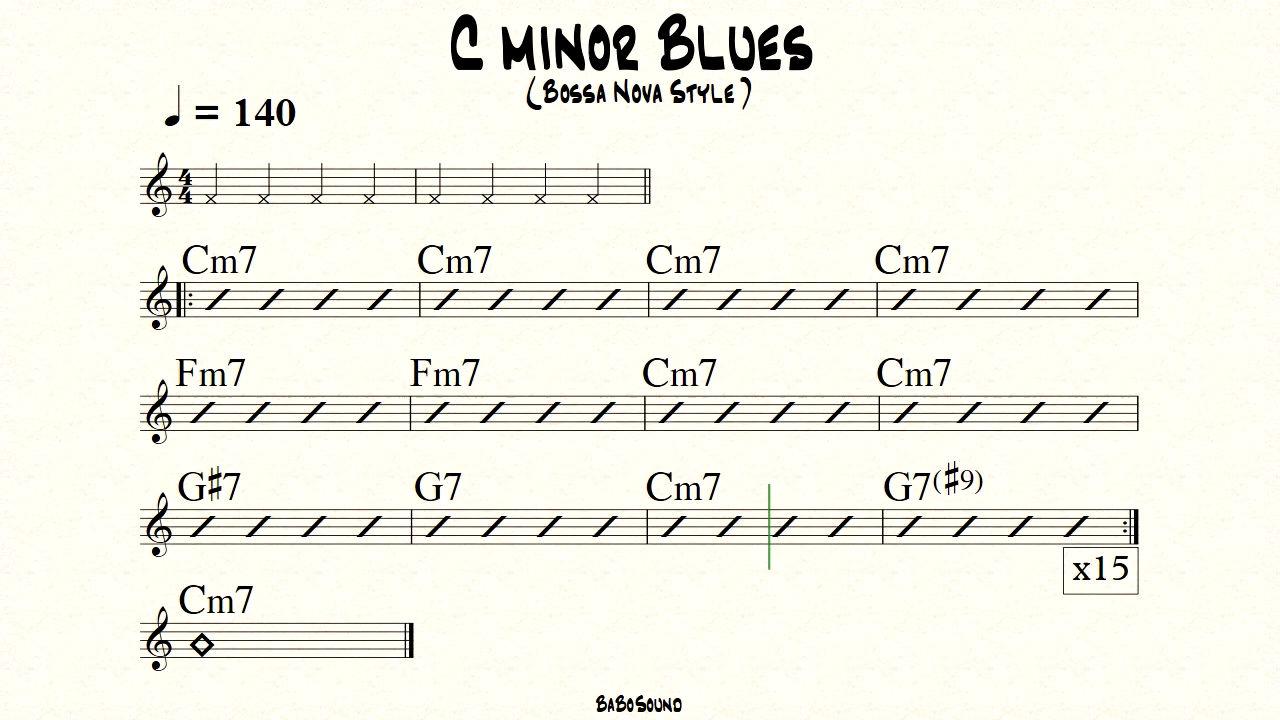 C MINOR BLUES
(BOSSA NOVA STYLE)
♩ = 140
4/4
Cm7 Cm7 Cm7 Cm7
Fm7 Fm7 Cm7 Cm7
G♯7 G7 Cm7 G7(♯9)
x15
Cm7
BABOSOUND